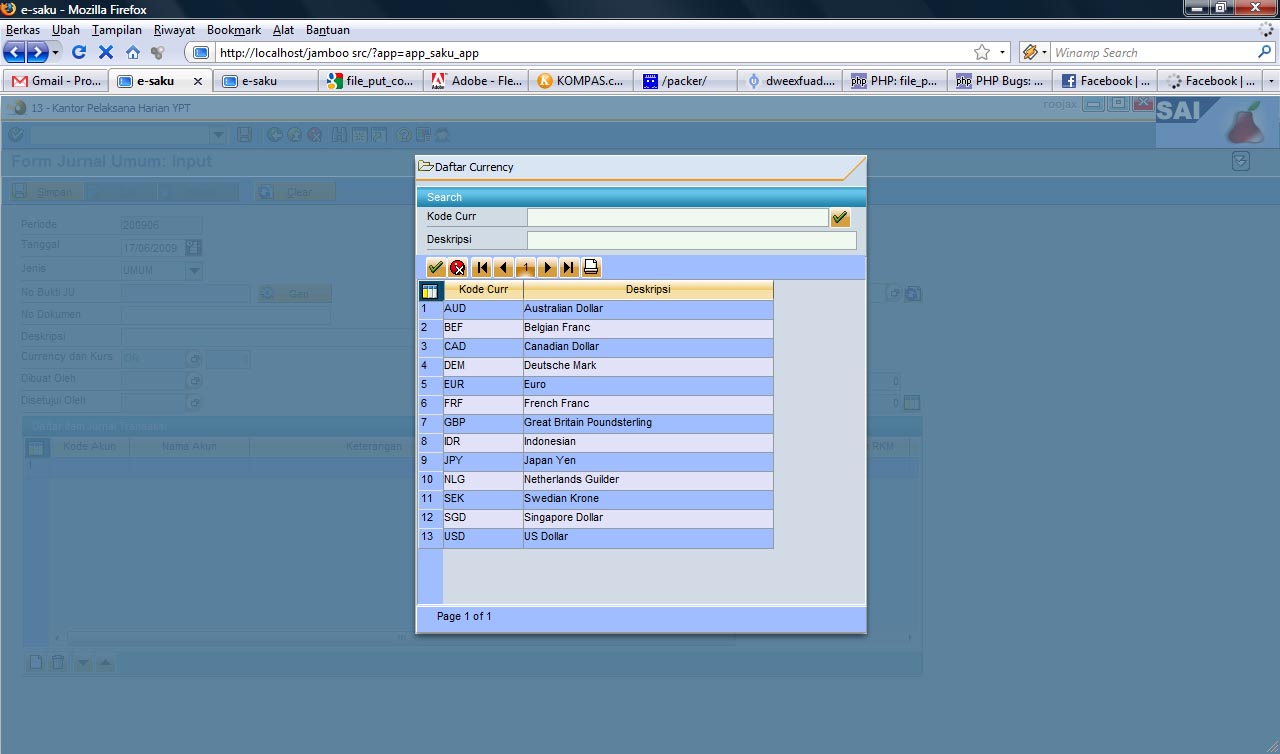 e-saku - Mozilla Firefox
Berkas Ubah Tampilan Riwayat Bookmark Alat Bantuan
http://localhost/jamboo src/?app=app_saku_app Winamp Search
Gmail - Pro... e-saku e-saku file_put_co... Adobe - Fle... KOMPAS.c... /packer/ dweexfuad.... PHP: file_p... PHP Bugs: ... Facebook | ... Facebook | ...
13 - Kantor Pelaksana Harian YPT roojax
SAI
Form Jurnal Umum: Input
Simpan Clear
Periode 200906
Tanggal 17/06/2009
Jenis UMUM
No Bukti JU Gen
No Dokumen
Deskripsi
Currency dan Kurs IDR 1
Dibuat Oleh 0
Disetujui Oleh 0
Daftar Item Jurnal Transaksi
Kode Akun Nama Akun Keterangan RKM
1
Daftar Currency
Search
Kode Curr
Deskripsi
1
Kode Curr Deskripsi
1 AUD Australian Dollar
2 BEF Belgian Franc
3 CAD Canadian Dollar
4 DEM Deutsche Mark
5 EUR Euro
6 FRF French Franc
7 GBP Great Britain Poundsterling
8 IDR Indonesian
9 JPY Japan Yen
10 NLG Netherlands Guilder
11 SEK Swedian Krone
12 SGD Singapore Dollar
13 USD US Dollar
Page 1 of 1